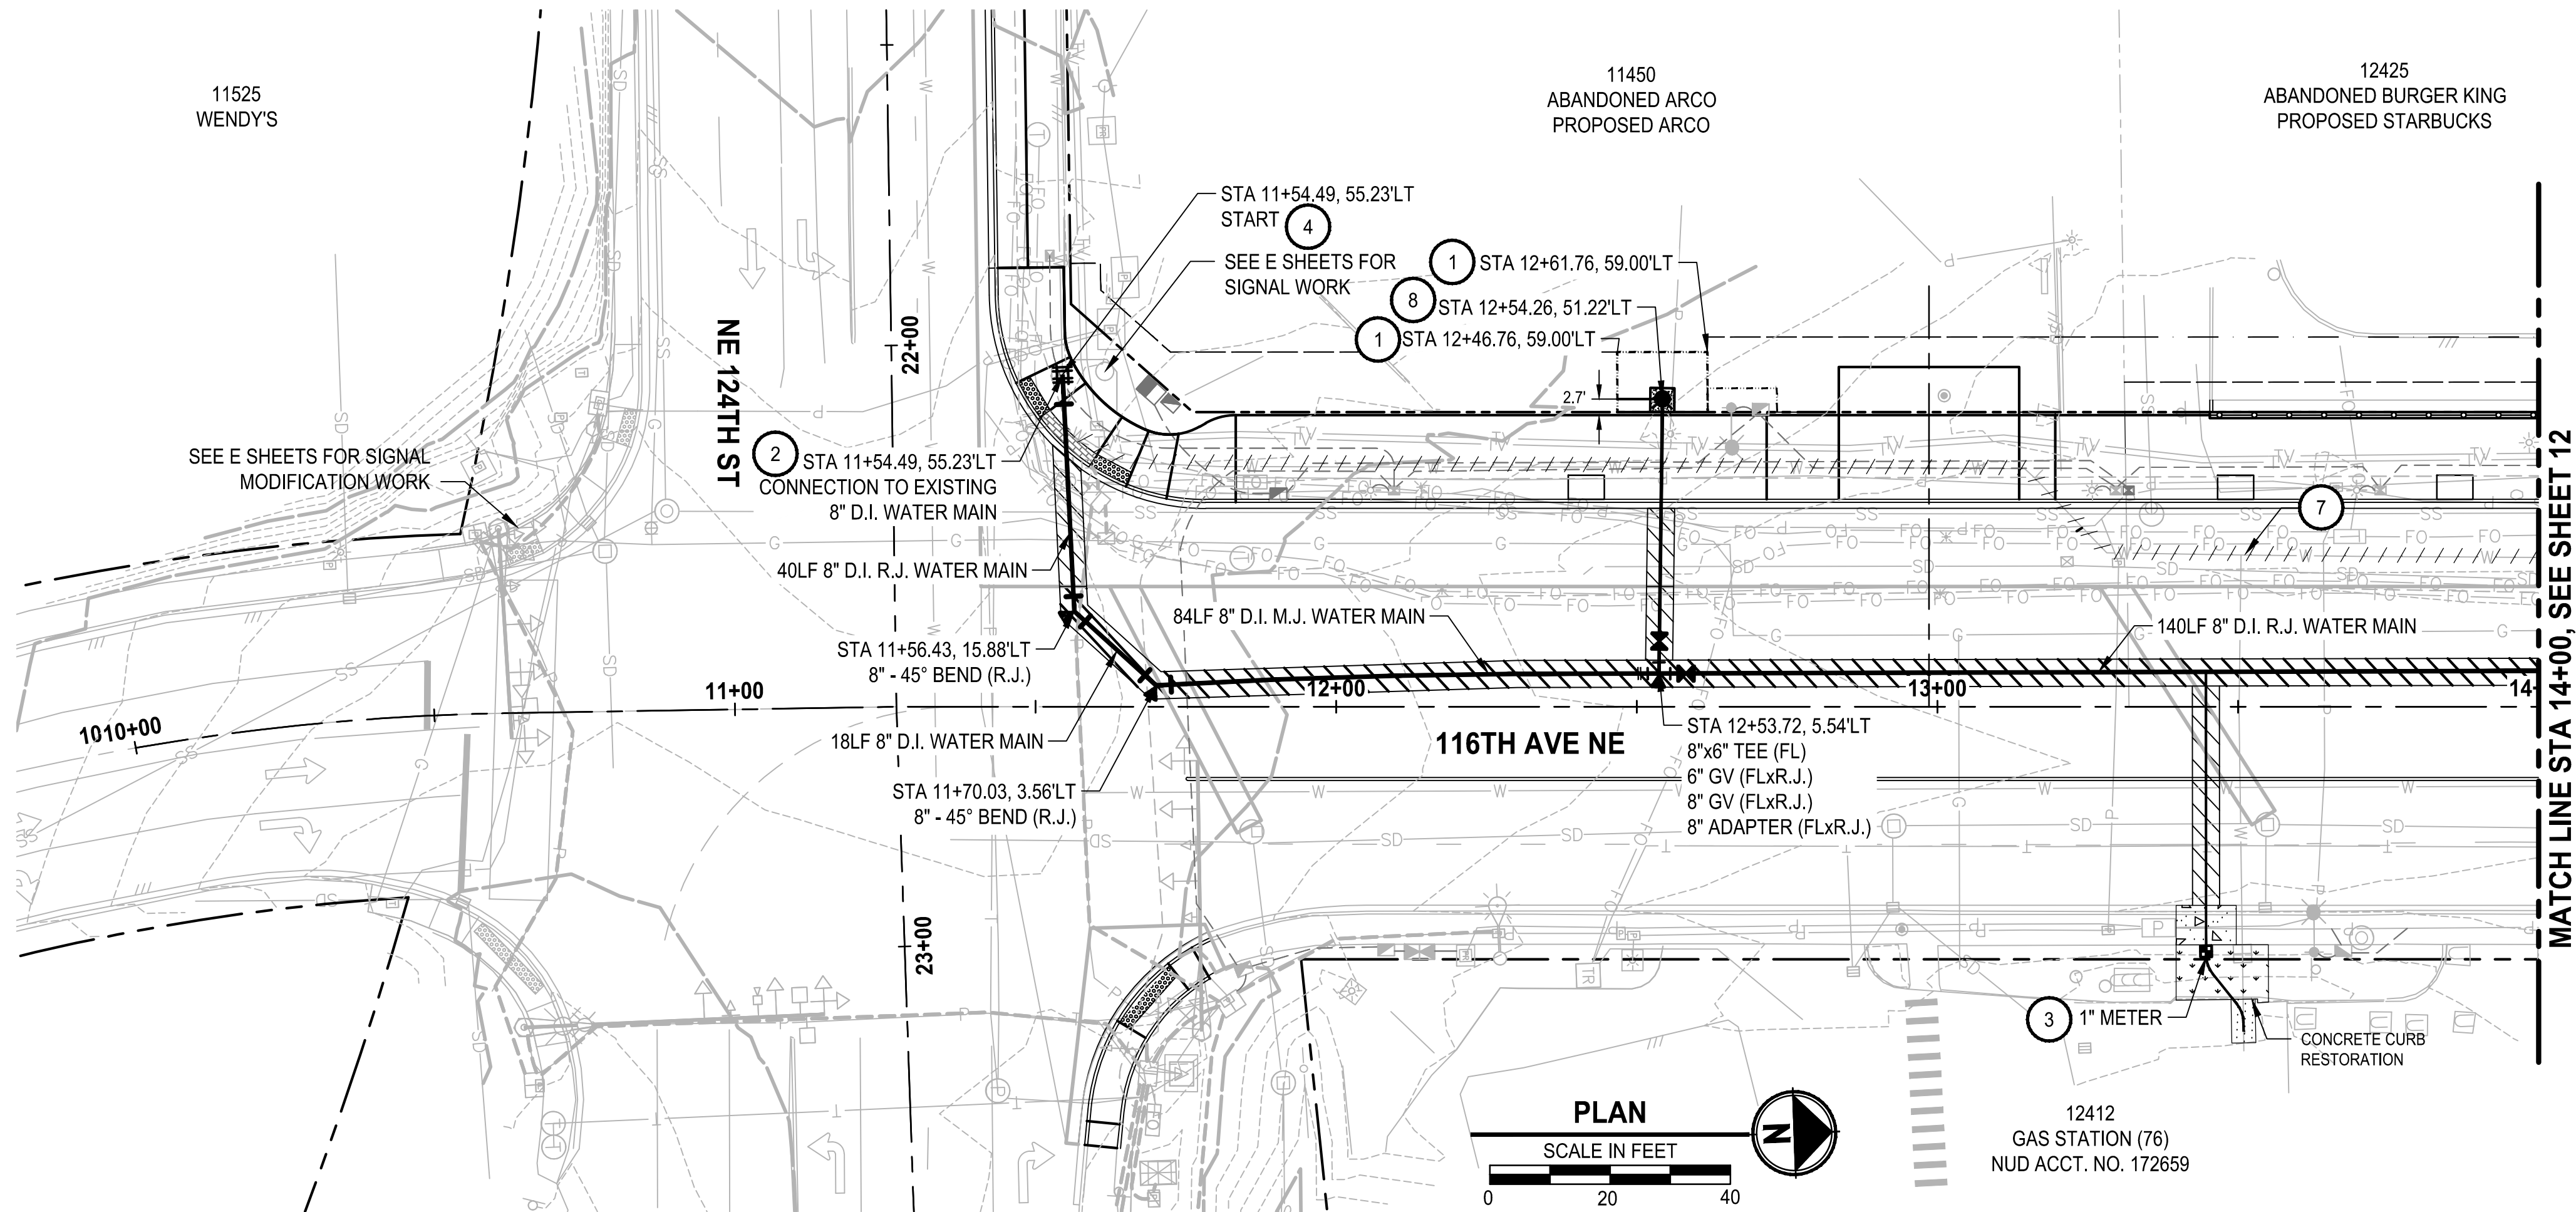 11525
WENDY'S
11450
ABANDONED ARCO
PROPOSED ARCO
12425
ABANDONED BURGER KING
PROPOSED STARBUCKS
STA 11+54.49, 55.23'LT
START 4
SEE E SHEETS FOR
SIGNAL WORK
1 STA 12+61.76, 59.00'LT
8 STA 12+54.26, 51.22'LT
1 STA 12+46.76, 59.00'LT
2.7'
NE 124TH ST
22+00
SEE E SHEETS FOR SIGNAL
MODIFICATION WORK
2 STA 11+54.49, 55.23'LT
CONNECTION TO EXISTING
8" D.I. WATER MAIN
7
40LF 8" D.I. R.J. WATER MAIN
84LF 8" D.I. M.J. WATER MAIN
140LF 8" D.I. R.J. WATER MAIN
STA 11+56.43, 15.88'LT
8" - 45° BEND (R.J.)
1010+00
11+00
12+00
13+00
14+
18LF 8" D.I. WATER MAIN
116TH AVE NE
STA 12+53.72, 5.54'LT
8"x6" TEE (FL)
6" GV (FLxR.J.)
8" GV (FLxR.J.)
8" ADAPTER (FLxR.J.)
STA 11+70.03, 3.56'LT
8" - 45° BEND (R.J.)
23+00
MATCH LINE STA 14+00, SEE SHEET 12
3 1" METER
CONCRETE CURB
RESTORATION
12412
GAS STATION (76)
NUD ACCT. NO. 172659
PLAN
SCALE IN FEET
0 20 40
N